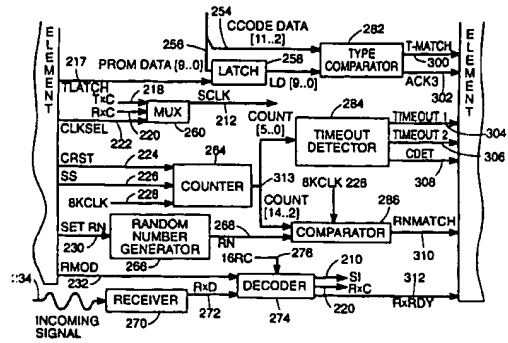 254
CCODE DATA
[11..2]
282
ELEMENT
256
PROM DATA [9..0]
TYPE
COMPARATOR
T-MATCH
300
ACK3
302
ELEMENT
217
TLATCH
LATCH
258
LD [9..0]
TxC
218
RxC
220
CLKSEL
222
MUX
260
SCLK
212
COUNT
[5..0]
284
TIMEOUT
DETECTOR
TIMEOUT 1
304
TIMEOUT 2
306
CDET
308
CRST
224
264
SS
226
8KCLK
228
COUNTER
313
8KCLK 228
COUNT
[14..2]
286
SET RN
230
RANDOM
NUMBER
GENERATOR
266
268
RN
COMPARATOR
RNMATCH
310
RMOD
232
16RC
276
210
SI
312
234
DECODER
274
RxC
220
RxRDY
INCOMING
SIGNAL
RECEIVER
270
RxD
272